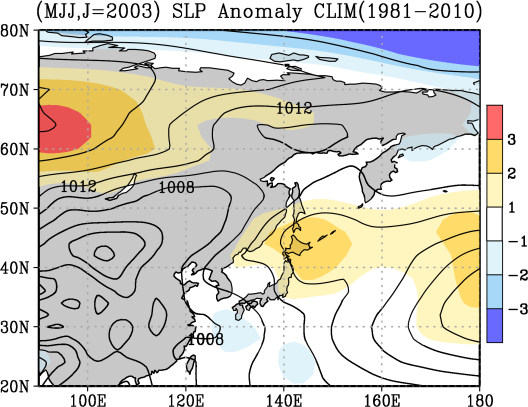 (MJJ,J=2003) SLP Anomaly CLIM(1981−2010)
80N
70N
60N
50N
40N
30N
20N
1012
1012
1008
1008
3
2
1
−1
−2
−3
100E
120E
140E
160E
180